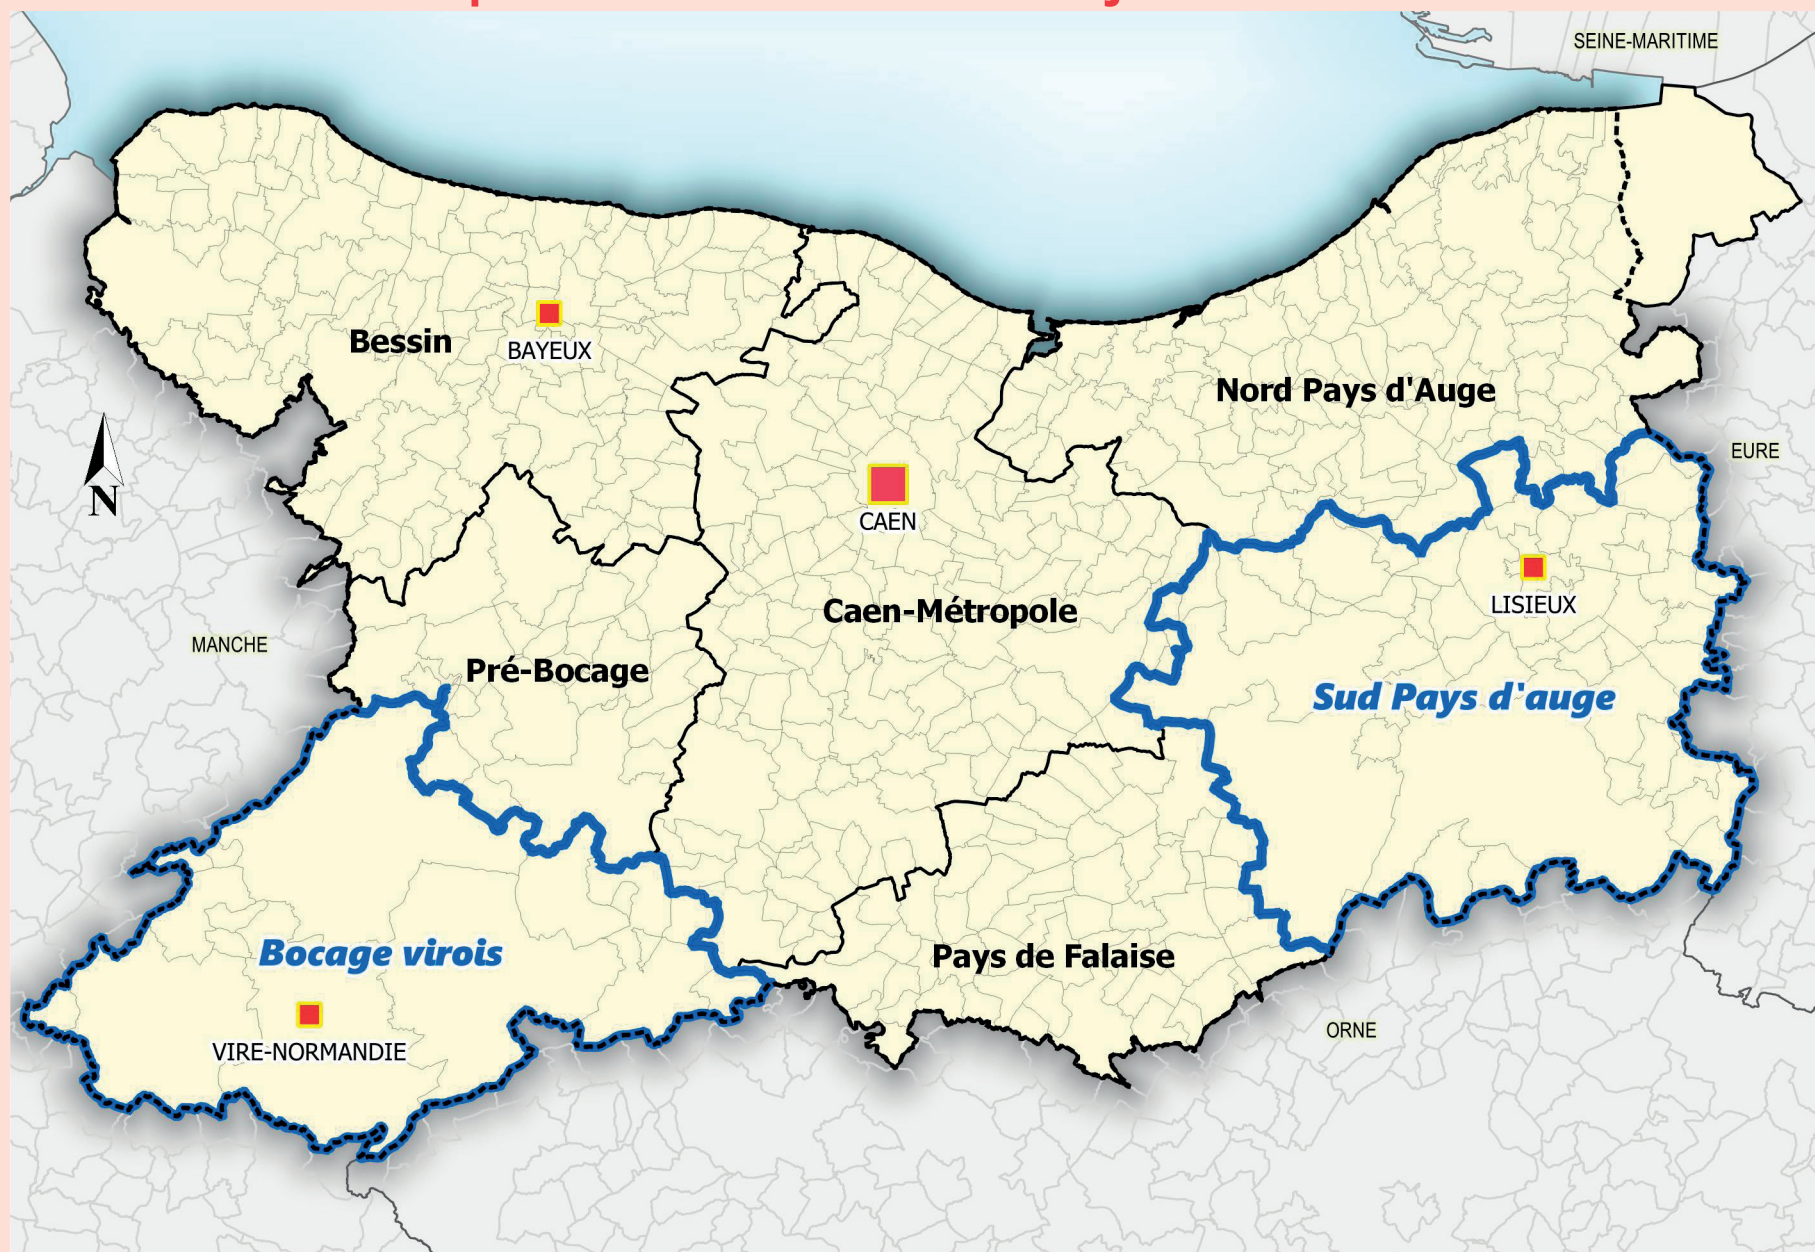 SEINE-MARITIME
Bessin
BAYEUX
Nord Pays d'Auge
EURE
N
CAEN
LISIEUX
Caen-Métropole
MANCHE
Pré-Bocage
Sud Pays d'auge
Bocage virois
Pays de Falaise
ORNE
VIRE-NORMANDIE